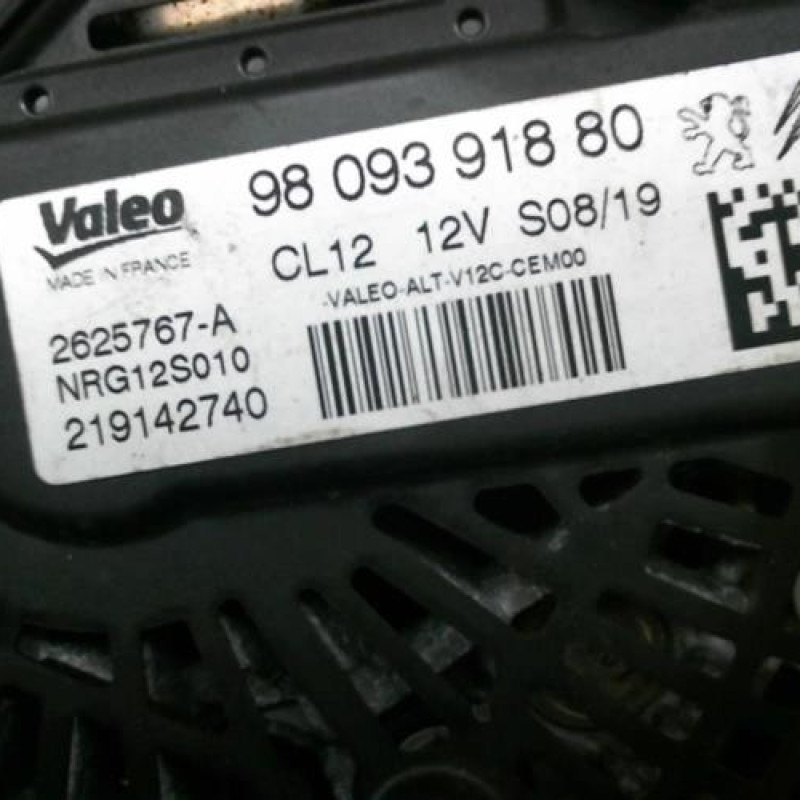 Valeo
MADE IN FRANCE
98 093 918 80
CL12 12V S08/19
VALEO-ALT-V12C-CEM00
2625767-A
NRG12S010
219142740